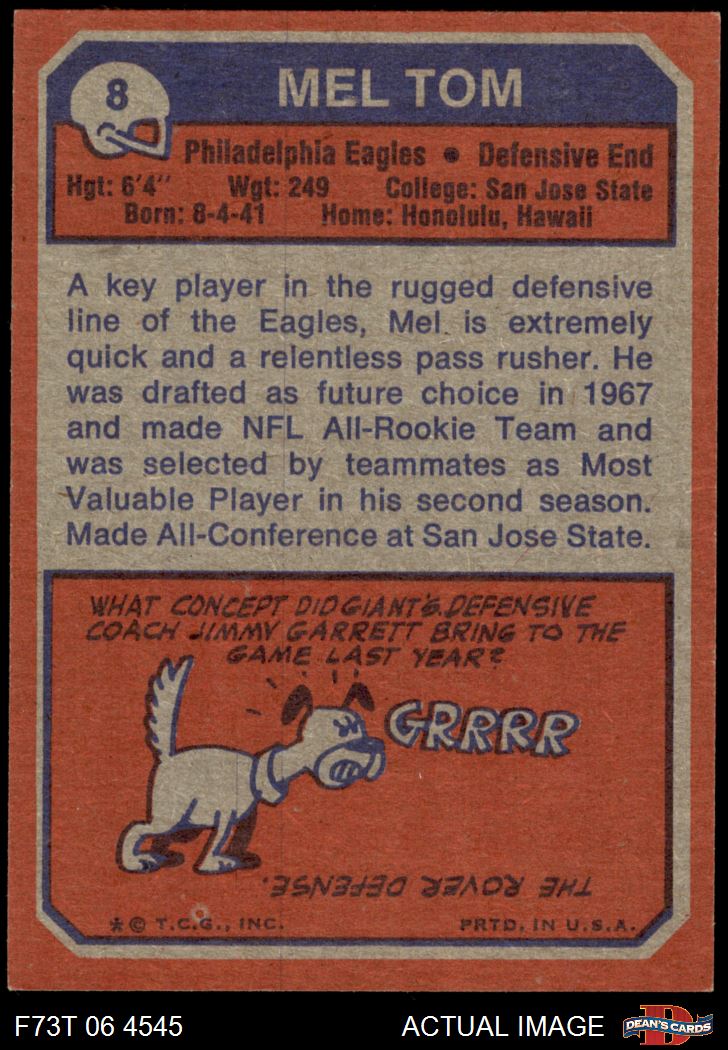 8
MEL TOM
Philadelphia Eagles • Defensive End
Hgt: 6'4" Wgt: 249 College: San Jose State
Born: 8-4-41 Home: Honolulu, Hawaii
A key player in the rugged defensive
line of the Eagles, Mel is extremely
quick and a relentless pass rusher. He
was drafted as future choice in 1967
and made NFL All-Rookie Team and
was selected by teammates as Most
Valuable Player in his second season.
Made All-Conference at San Jose State.
WHAT CONCEPT DID GIANT'S DEFENSIVE
COACH JIMMY GARRETT BRING TO THE
GAME LAST YEAR?
GRRRR
THE ROVER DEFENSE.
* © T.C.G., INC. PRTD. IN U.S.A.
F73T 06 4545 ACTUAL IMAGE
D
DEAN'S CARDS